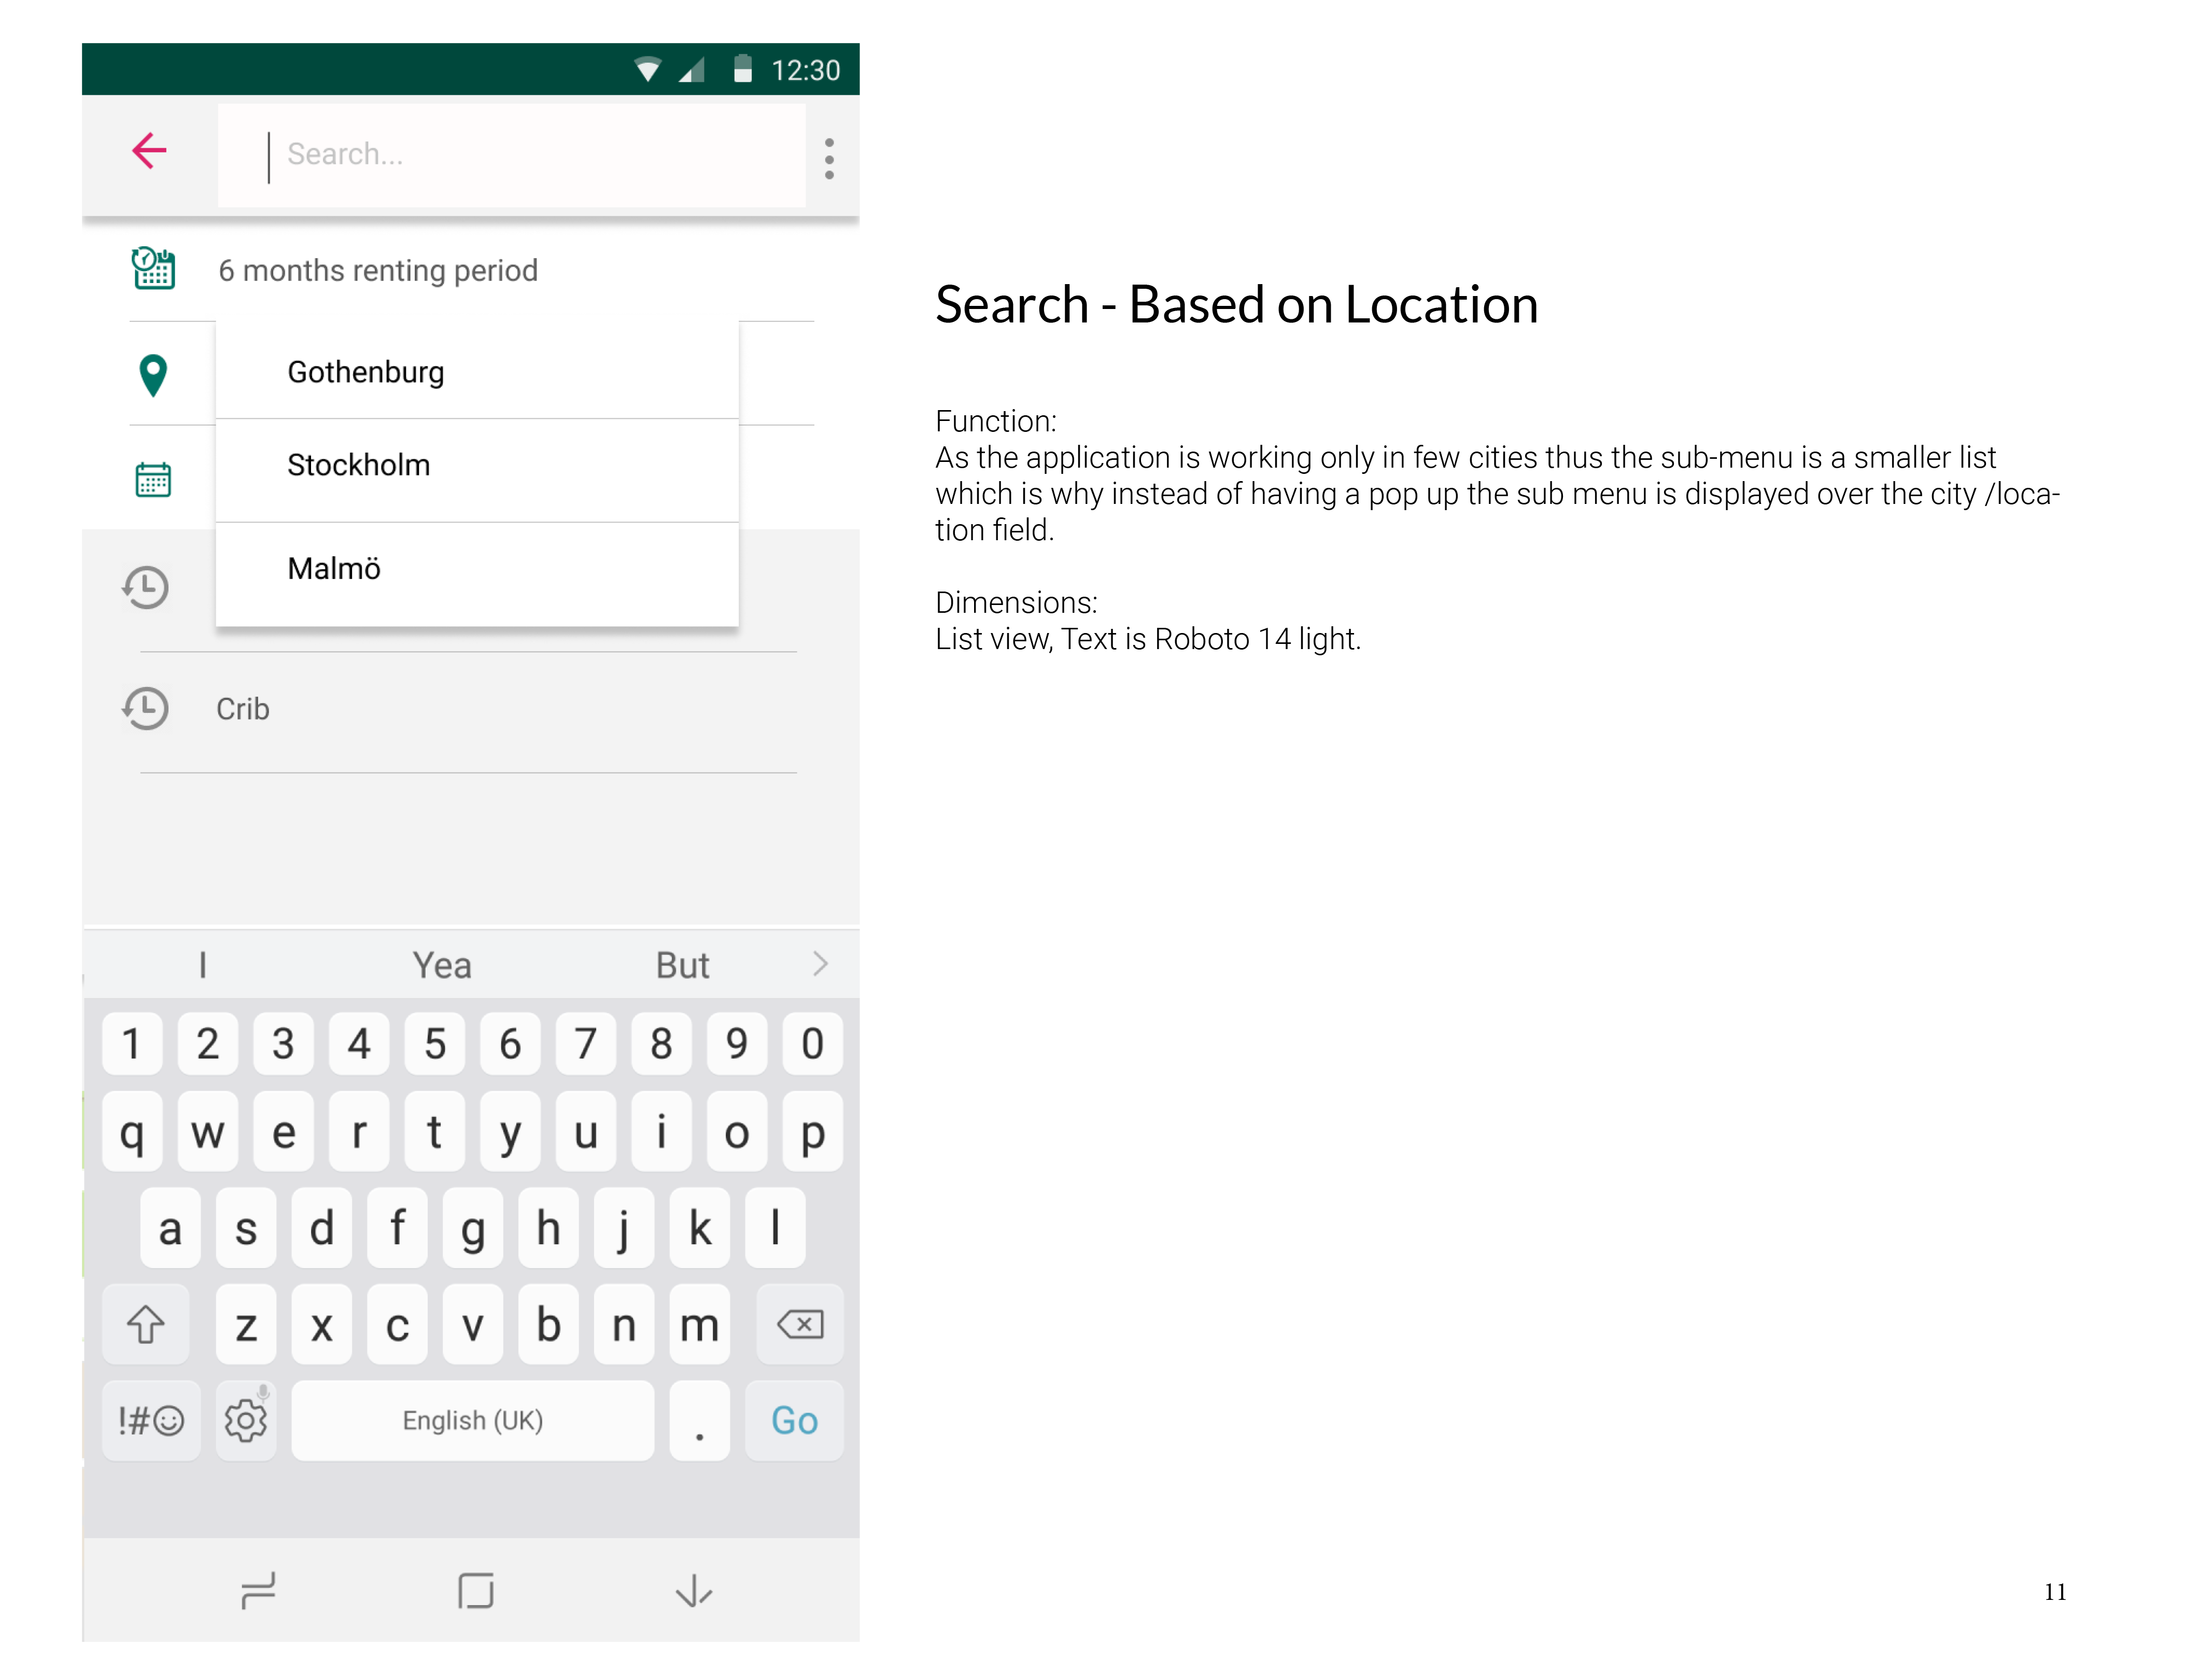 12:30
Search...
6 months renting period
Gothenburg
Stockholm
Malmö
Crib
I Yea But
1 2 3 4 5 6 7 8 9 0
q w e r t y u i o p
a s d f g h j k l
z x c v b n m
!#☺ English (UK) . Go
Search - Based on Location
Function:
As the application is working only in few cities thus the sub-menu is a smaller list
which is why instead of having a pop up the sub menu is displayed over the city /loca-
tion field.
Dimensions:
List view, Text is Roboto 14 light.
11